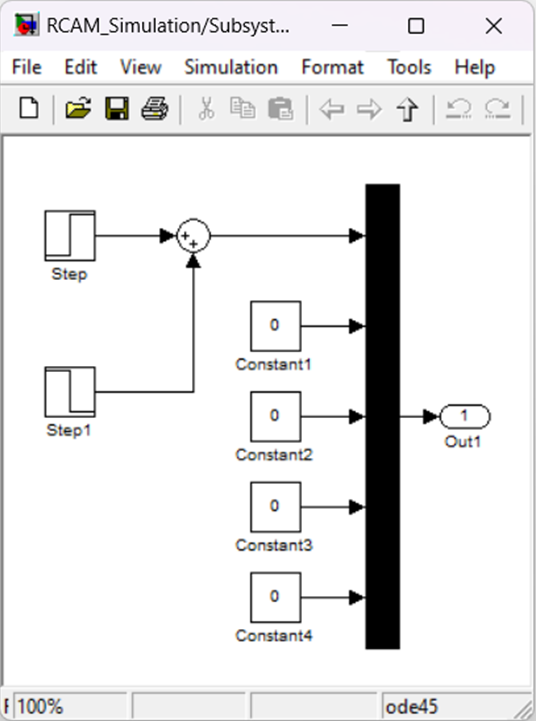 RCAM_Simulation/Subsyst...
File Edit View Simulation Format Tools Help
Step
0
Constant1
Step1
0
Constant2
1
Out1
0
Constant3
0
Constant4
100%
ode45